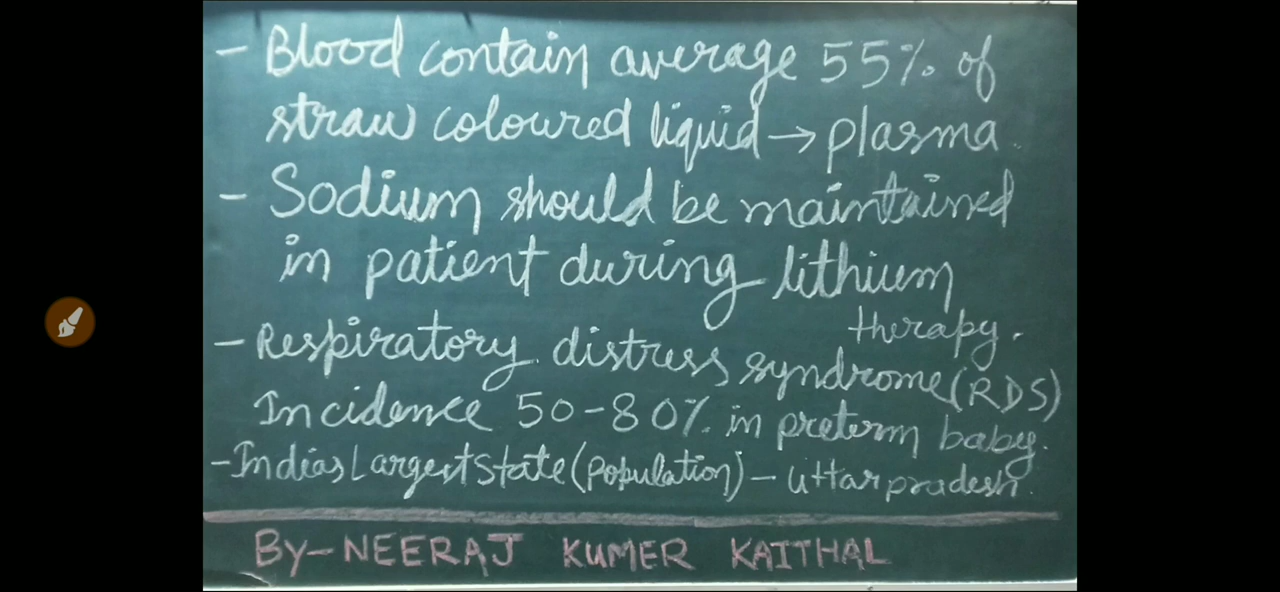 - Blood contain average 55% of
straw coloured liquid → plasma.
- Sodium should be maintained
in patient during lithium
therapy.
- Respiratory distress syndrome (RDS)
Incidence 50-80% in preterm baby.
- Indias Largest State (Population) - Uttar pradesh.
BY-NEERAJ KUMER KAITHAL